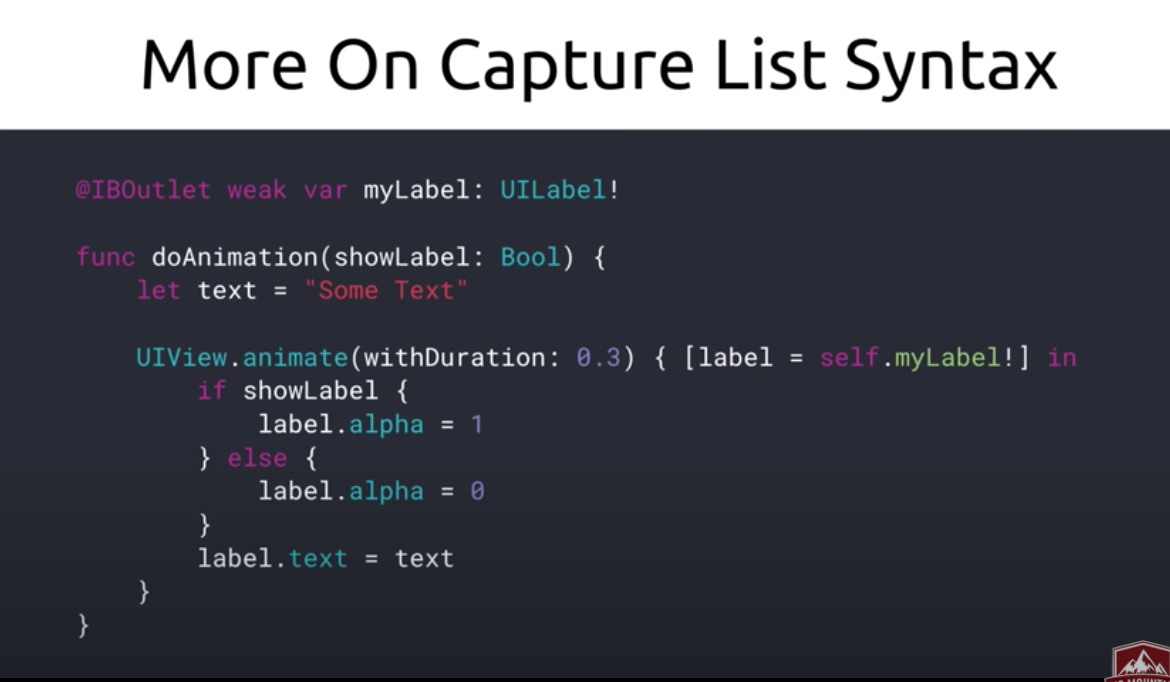 More On Capture List Syntax
@IBOutlet weak var myLabel: UILabel!
func doAnimation(showLabel: Bool) {
let text = "Some Text"
UIView.animate(withDuration: 0.3) { [label = self.myLabel!] in
if showLabel {
label.alpha = 1
} else {
label.alpha = 0
}
label.text = text
}
}